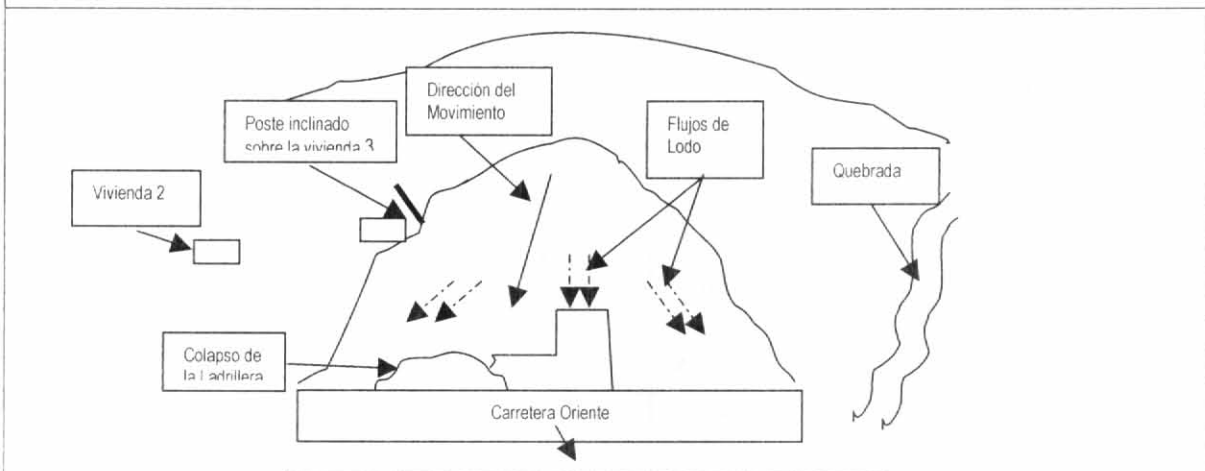 Dirección del
Movimiento
Poste inclinado
sobre la vivienda 3
Flujos de
Lodo
Quebrada
Vivienda 2
Colapso de
la Ladrillera
Carretera Oriente